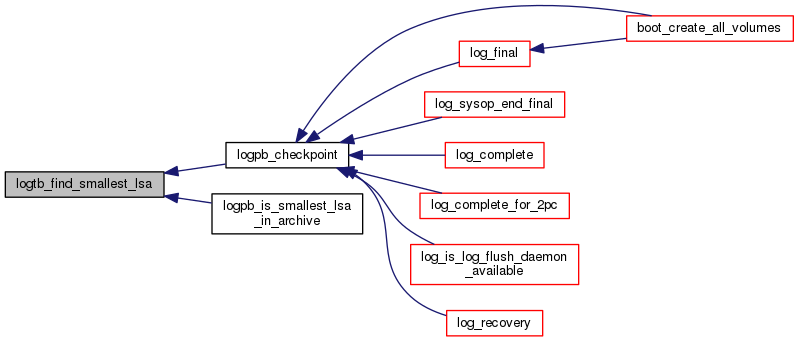 boot_create_all_volumes
log_final
log_sysop_end_final
logpb_checkpoint
log_complete
logtb_find_smallest_lsa
logpb_is_smallest_lsa
_in_archive
log_complete_for_2pc
log_is_log_flush_daemon
_available
log_recovery